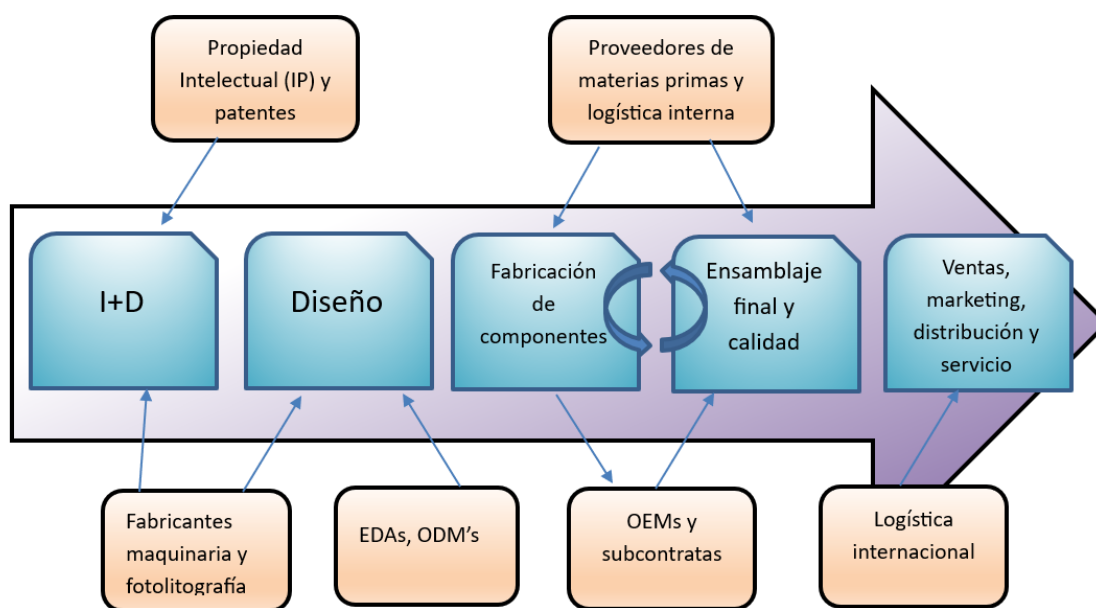 Propiedad
Intelectual (IP) y
patentes
Proveedores de
materias primas y
logística interna
I+D
Diseño
Fabricación
de
componentes
Ensamblaje
final y
calidad
Ventas,
marketing,
distribución y
servicio
Fabricantes
maquinaria y
fotolitografía
EDAs, ODM’s
OEMs y
subcontratas
Logística
internacional